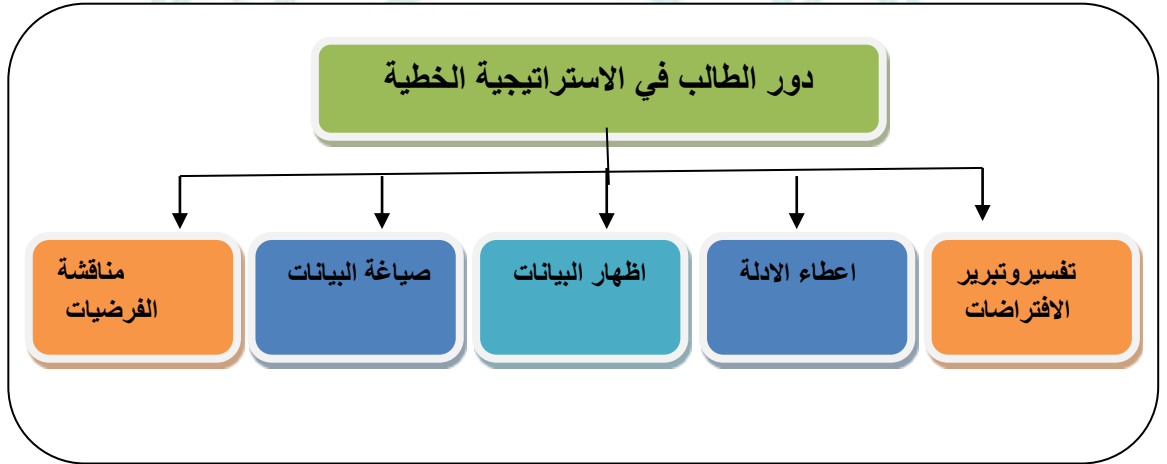 دور الطالب في الاستراتيجية الخطية
تفسيروتبرير
الافتراضات
اعطاء الادلة
اظهار البيانات
صياغة البيانات
مناقشة
الفرضيات